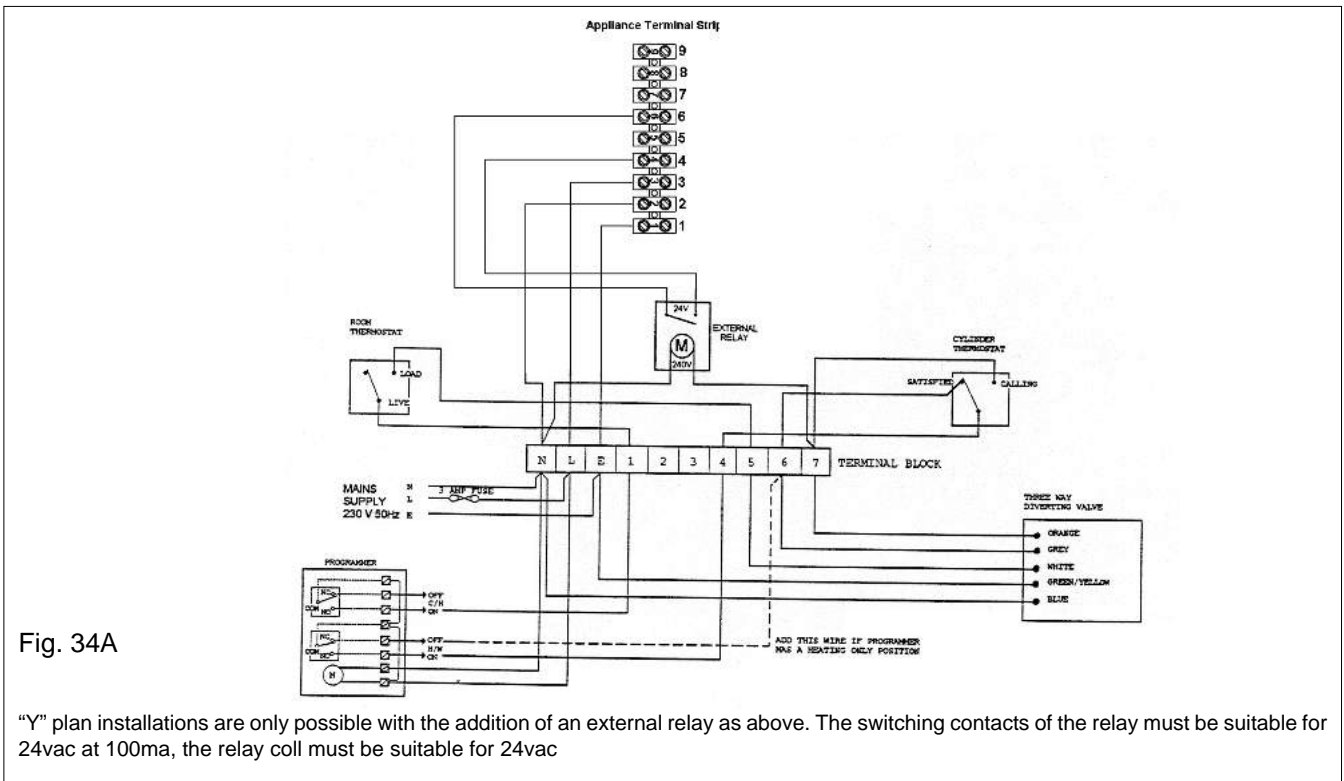 Appliance Terminal Strip
9
8
7
6
5
4
3
2
1
24V
EXTERNAL
RELAY
M
240V
ROOM
THERMOSTAT
LOAD
LIVE
CYLINDER
THERMOSTAT
SATISFIED
CALLING
N L E 1 2 3 4 5 6 7 TERMINAL BLOCK
MAINS
SUPPLY
230 V 50Hz
N
L
E
3 AMP FUSE
THREE WAY
DIVERTING VALVE
ORANGE
GREY
WHITE
GREEN/YELLOW
BLUE
PROGRAMMER
NC
COM
NO
OFF
C/H
ON
NC
COM
NO
OFF
H/W
ON
M
ADD THIS WIRE IF PROGRAMMER
HAS A HEATING ONLY POSITION
Fig. 34A
“Y” plan installations are only possible with the addition of an external relay as above. The switching contacts of the relay must be suitable for
24vac at 100ma, the relay coll must be suitable for 24vac